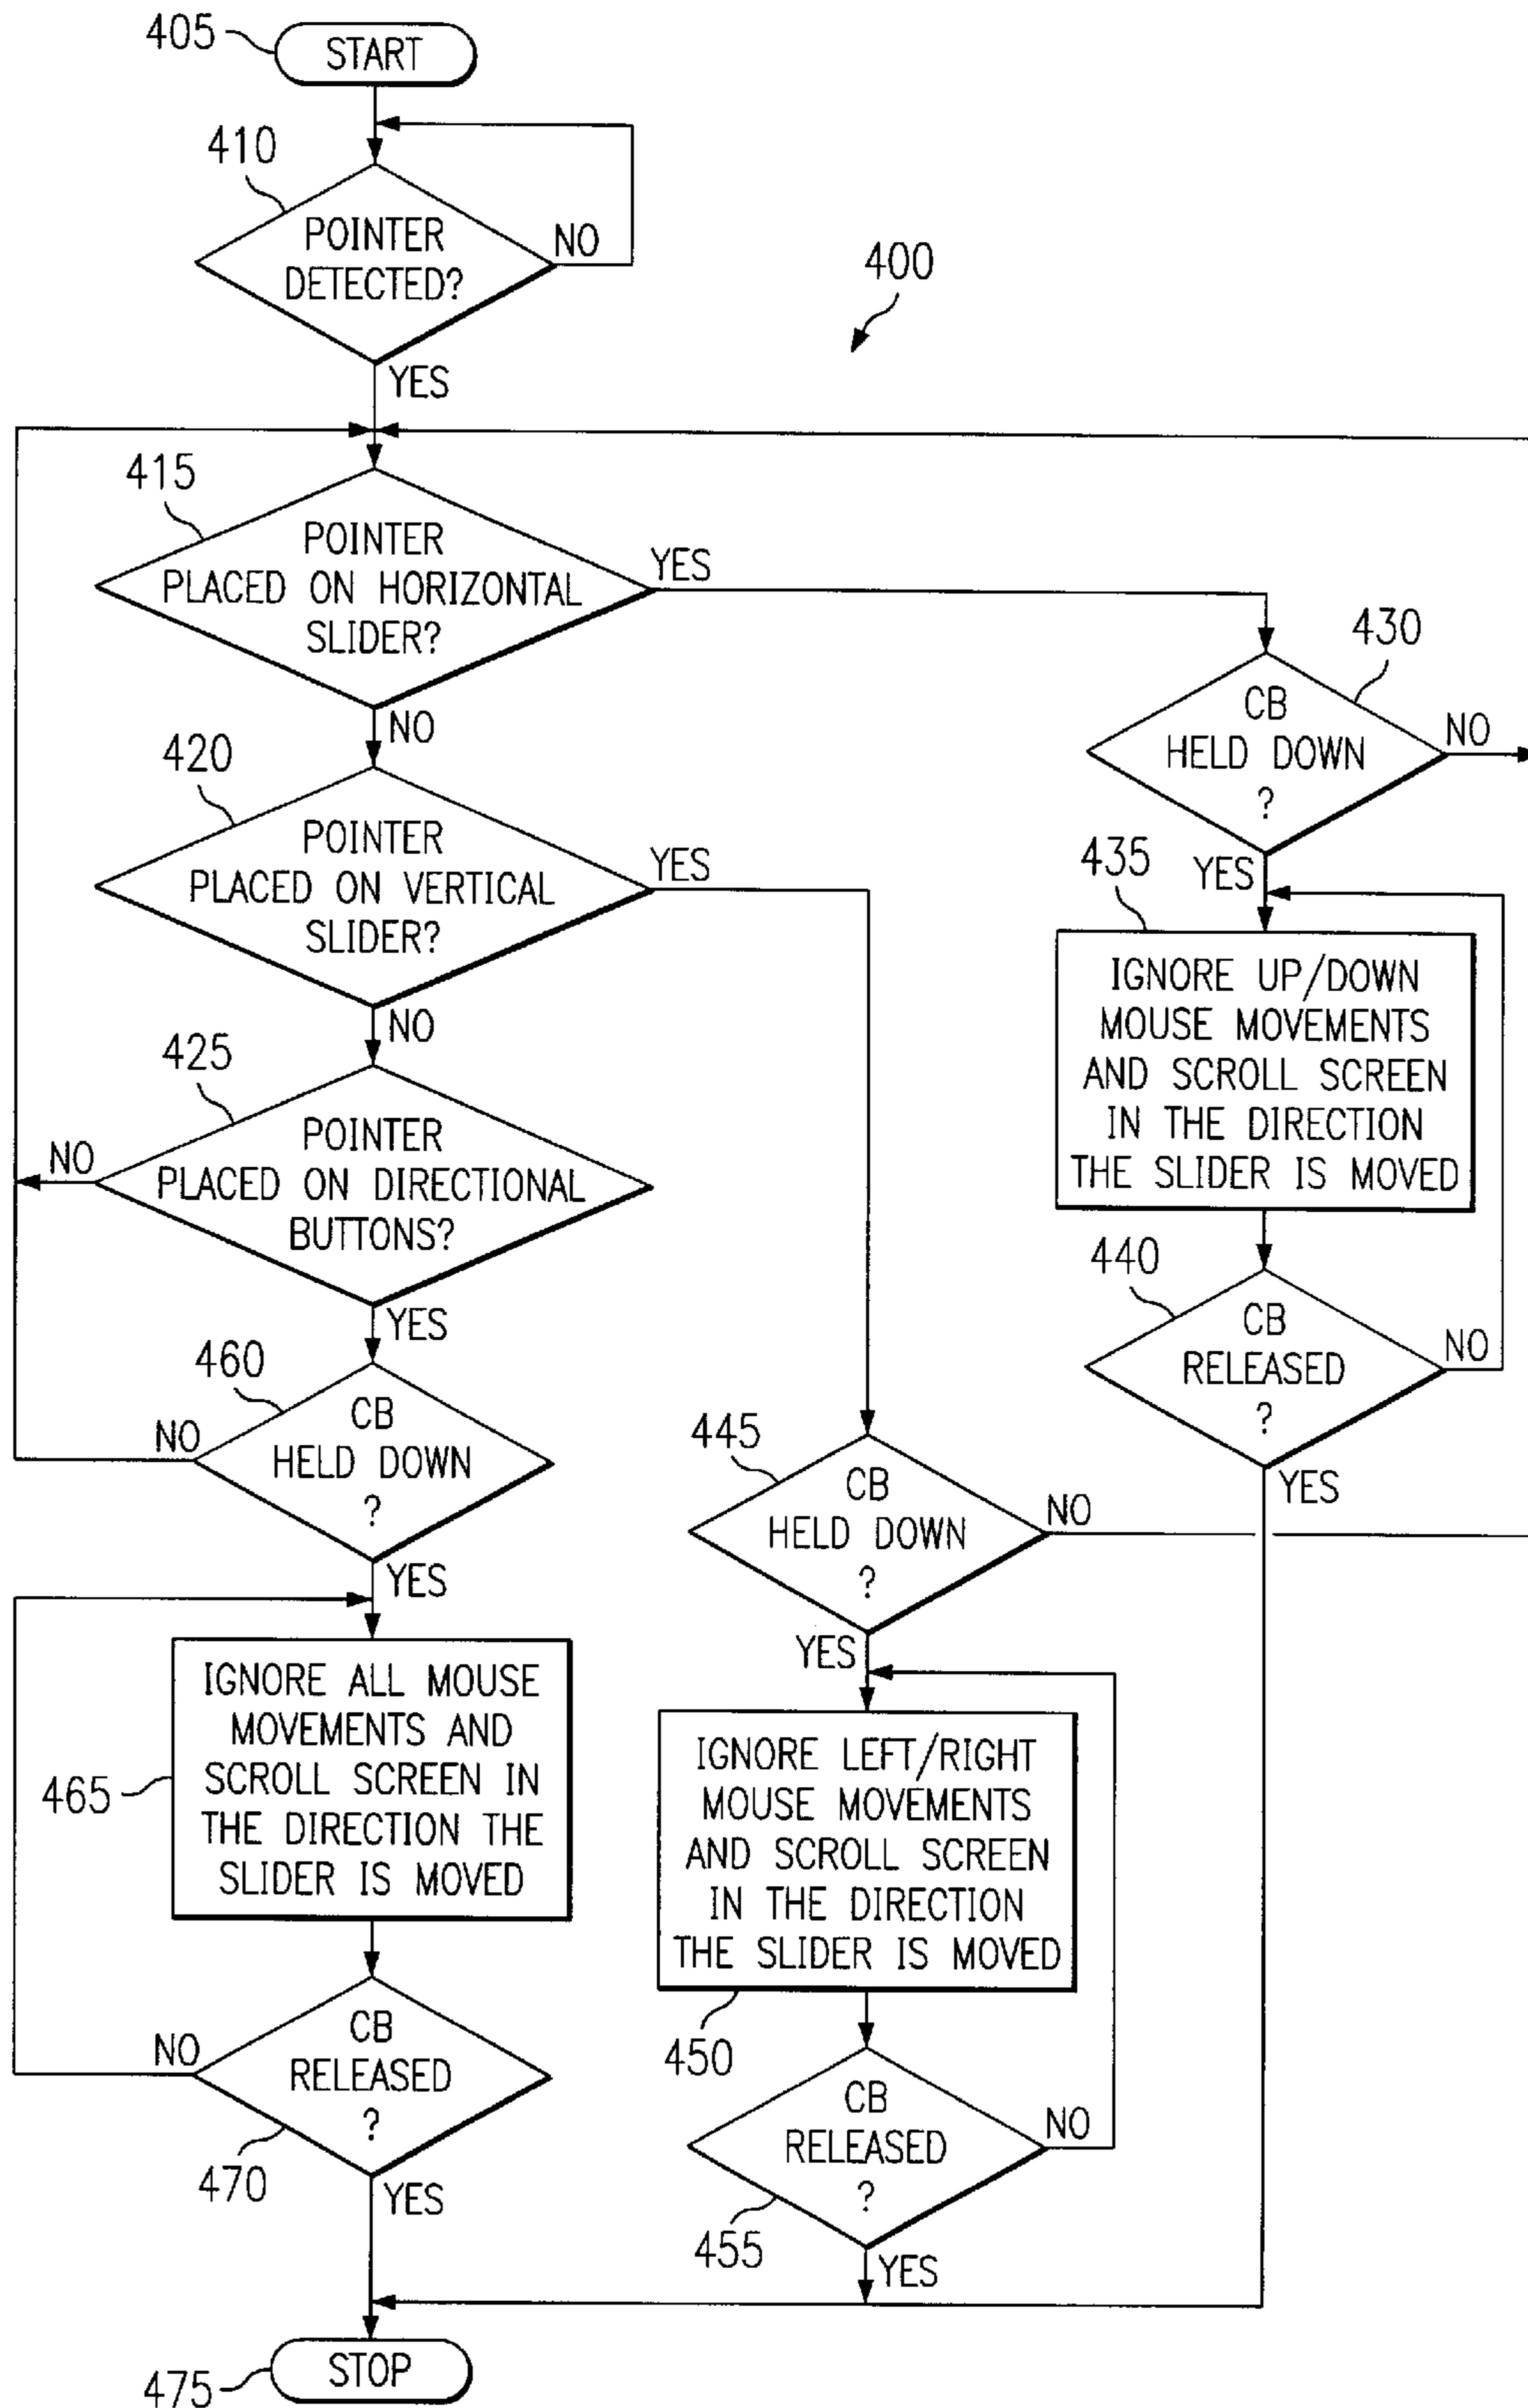 405
START
410
POINTER
DETECTED?
NO
YES
400
415
POINTER
PLACED ON HORIZONTAL
SLIDER?
YES
NO
430
CB
HELD DOWN
?
NO
YES
420
POINTER
PLACED ON VERTICAL
SLIDER?
YES
NO
435
IGNORE UP/DOWN
MOUSE MOVEMENTS
AND SCROLL SCREEN
IN THE DIRECTION
THE SLIDER IS MOVED
425
POINTER
PLACED ON DIRECTIONAL
BUTTONS?
NO
YES
440
CB
RELEASED
?
NO
YES
460
CB
HELD DOWN
?
NO
YES
445
CB
HELD DOWN
?
NO
YES
465
IGNORE ALL MOUSE
MOVEMENTS AND
SCROLL SCREEN IN
THE DIRECTION THE
SLIDER IS MOVED
450
IGNORE LEFT/RIGHT
MOUSE MOVEMENTS
AND SCROLL SCREEN
IN THE DIRECTION
THE SLIDER IS MOVED
470
CB
RELEASED
?
NO
YES
455
CB
RELEASED
?
NO
YES
475
STOP